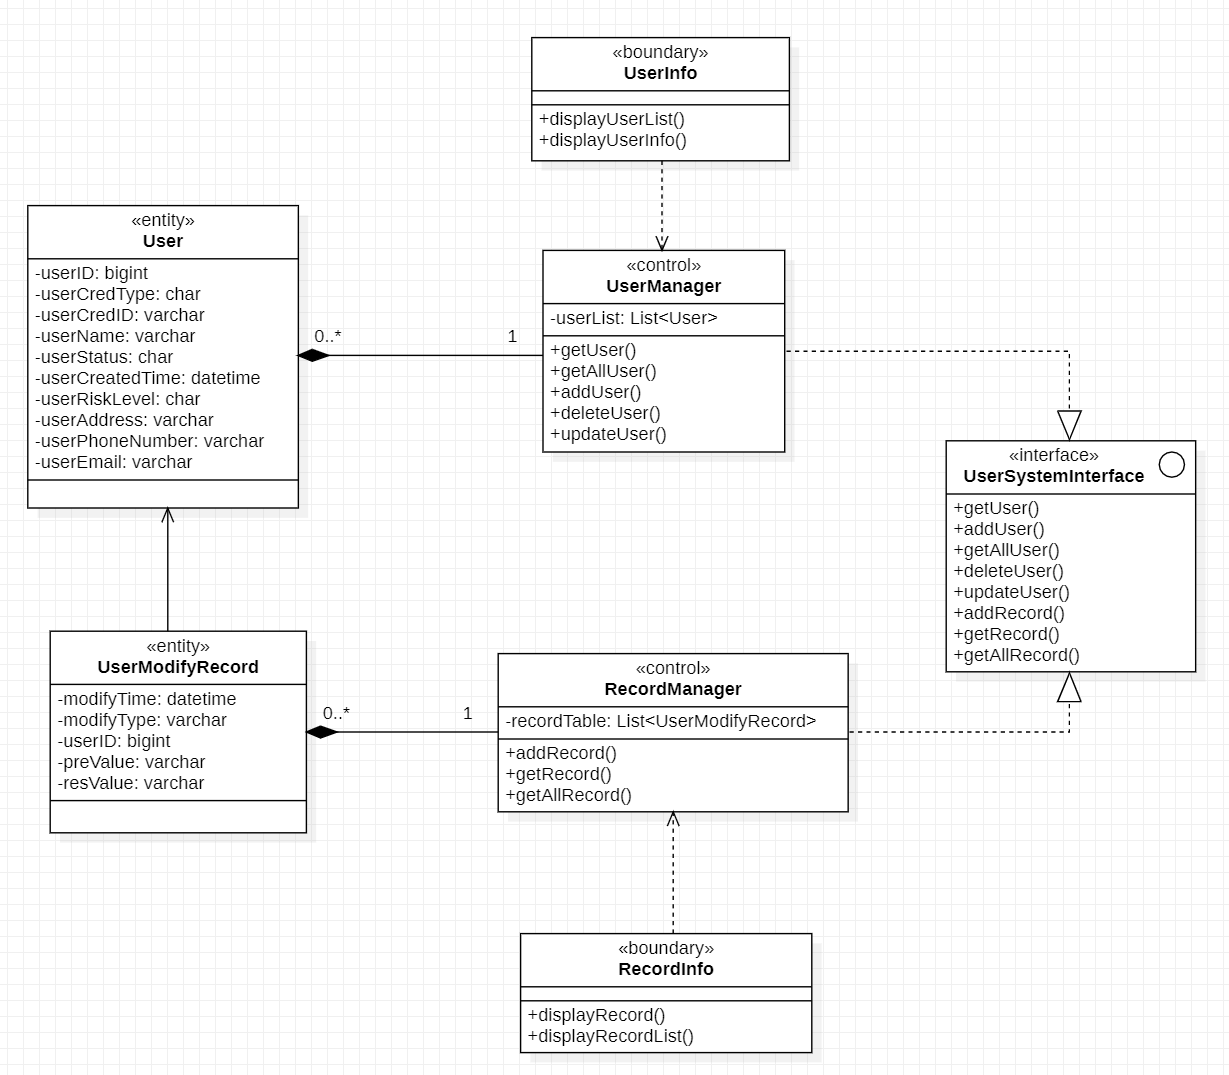 «boundary»
UserInfo
+displayUserList()
+displayUserInfo()
«entity»
User
-userID: bigint
-userCredType: char
-userCredID: varchar
-userName: varchar
-userStatus: char
-userCreatedTime: datetime
-userRiskLevel: char
-userAddress: varchar
-userPhoneNumber: varchar
-userEmail: varchar
0..*
1
«control»
UserManager
-userList: List<User>
+getUser()
+getAllUser()
+addUser()
+deleteUser()
+updateUser()
«interface»
UserSystemInterface
+getUser()
+addUser()
+getAllUser()
+deleteUser()
+updateUser()
+addRecord()
+getRecord()
+getAllRecord()
«entity»
UserModifyRecord
-modifyTime: datetime
-modifyType: varchar
-userID: bigint
-preValue: varchar
-resValue: varchar
0..*
1
«control»
RecordManager
-recordTable: List<UserModifyRecord>
+addRecord()
+getRecord()
+getAllRecord()
«boundary»
RecordInfo
+displayRecord()
+displayRecordList()